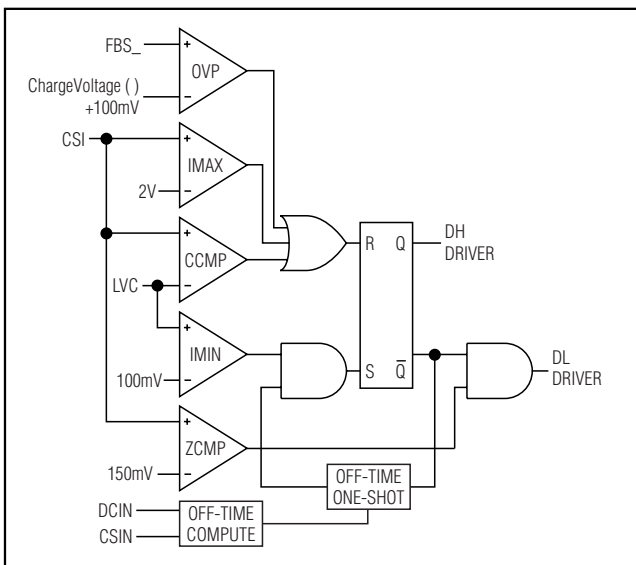 FBS_
+
OVP
ChargeVoltage ( )
+100mV
−
CSI
+
IMAX
2V
−
+
CCMP
LVC
−
R
Q
DH
DRIVER
+
IMIN
100mV
−
S
Q̅
DL
DRIVER
+
ZCMP
150mV
−
OFF-TIME
ONE-SHOT
DCIN
CSIN
OFF-TIME
COMPUTE